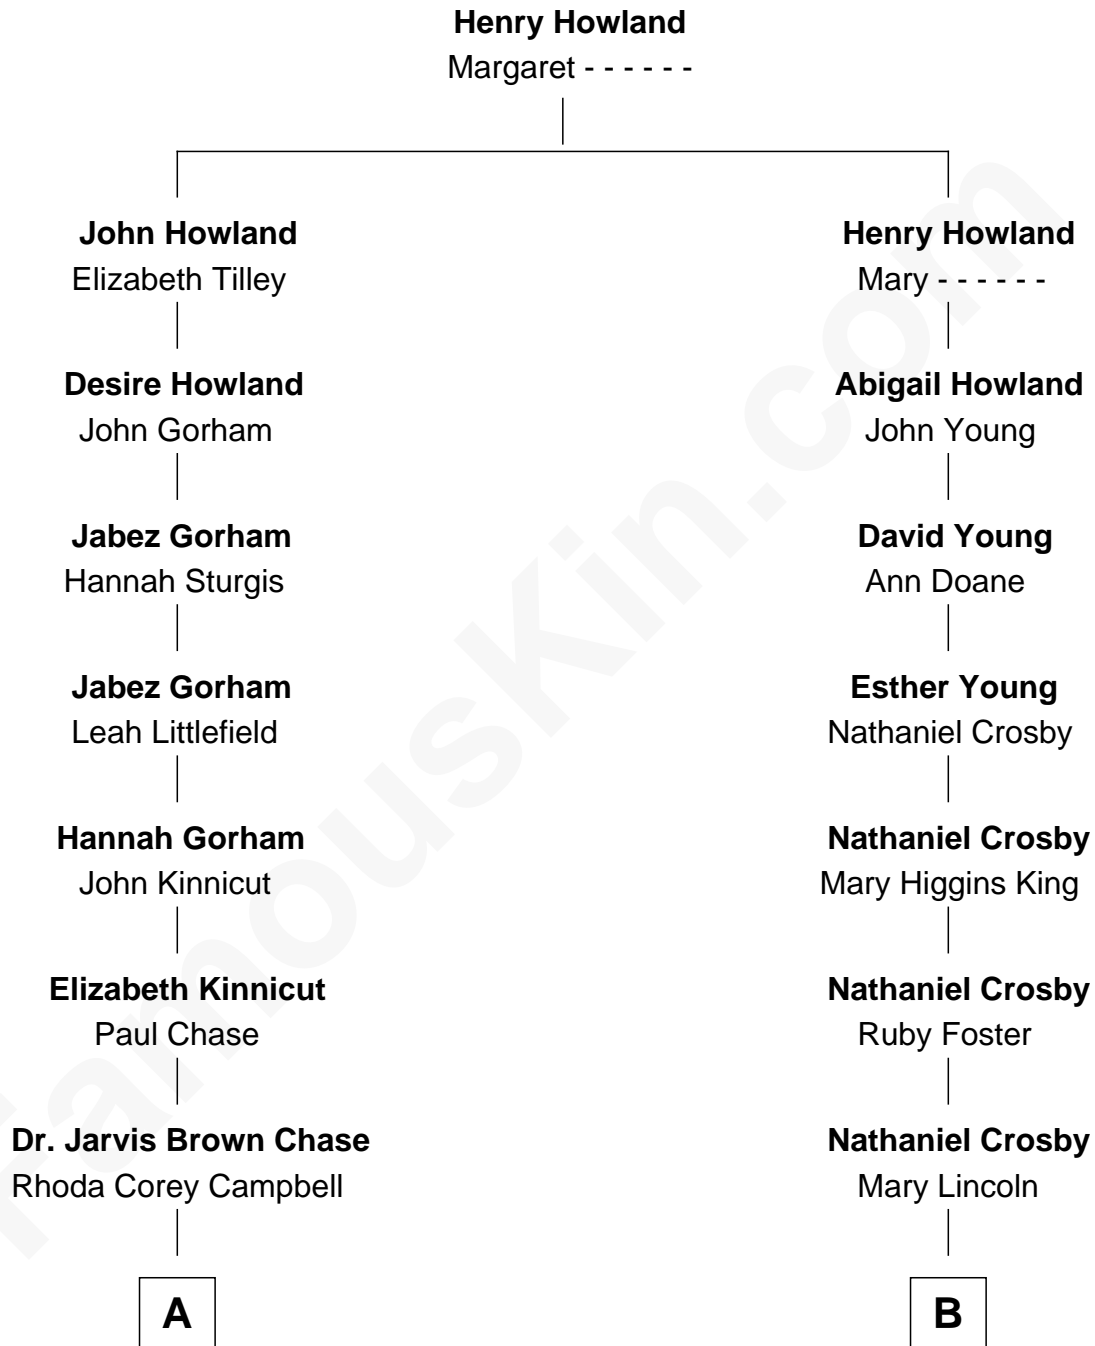 Henry Howland
Margaret - - - - - -
John Howland
Elizabeth Tilley
Henry Howland
Mary - - - - - -
Desire Howland
John Gorham
Abigail Howland
John Young
Jabez Gorham
Hannah Sturgis
David Young
Ann Doane
Jabez Gorham
Leah Littlefield
Esther Young
Nathaniel Crosby
Hannah Gorham
John Kinnicut
Nathaniel Crosby
Mary Higgins King
Elizabeth Kinnicut
Paul Chase
Nathaniel Crosby
Ruby Foster
Dr. Jarvis Brown Chase
Rhoda Corey Campbell
Nathaniel Crosby
Mary Lincoln
A
B
FamousKin.com